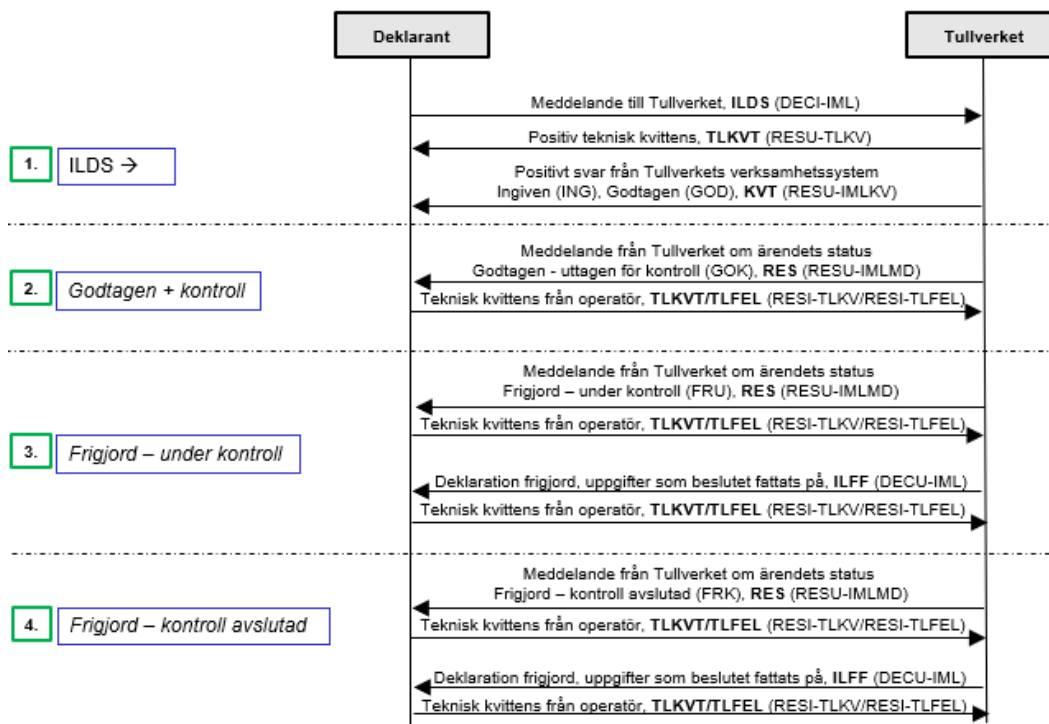 Deklarant
Tullverket
Meddelande till Tullverket, ILDS (DECI-IML)
Positiv teknisk kvittens, TLKVT (RESU-TLKV)
1.
ILDS →
Positivt svar från Tullverkets verksamhetssystem
Ingiven (ING), Godtagen (GOD), KVT (RESU-IMLKV)
Meddelande från Tullverket om ärendets status
Godtagen - uttagen för kontroll (GOK), RES (RESU-IMLMD)
2.
Godtagen + kontroll
Teknisk kvittens från operatör, TLKVT/TLFEL (RESI-TLKV/RESI-TLFEL)
Meddelande från Tullverket om ärendets status
Frigjord – under kontroll (FRU), RES (RESU-IMLMD)
Teknisk kvittens från operatör, TLKVT/TLFEL (RESI-TLKV/RESI-TLFEL)
3.
Frigjord – under kontroll
Deklaration frigjord, uppgifter som beslutet fattats på, ILFF (DECU-IML)
Teknisk kvittens från operatör, TLKVT/TLFEL (RESI-TLKV/RESI-TLFEL)
Meddelande från Tullverket om ärendets status
Frigjord – kontroll avslutad (FRK), RES (RESU-IMLMD)
4.
Frigjord – kontroll avslutad
Teknisk kvittens från operatör, TLKVT/TLFEL (RESI-TLKV/RESI-TLFEL)
Deklaration frigjord, uppgifter som beslutet fattats på, ILFF (DECU-IML)
Teknisk kvittens från operatör, TLKVT/TLFEL (RESI-TLKV/RESI-TLFEL)